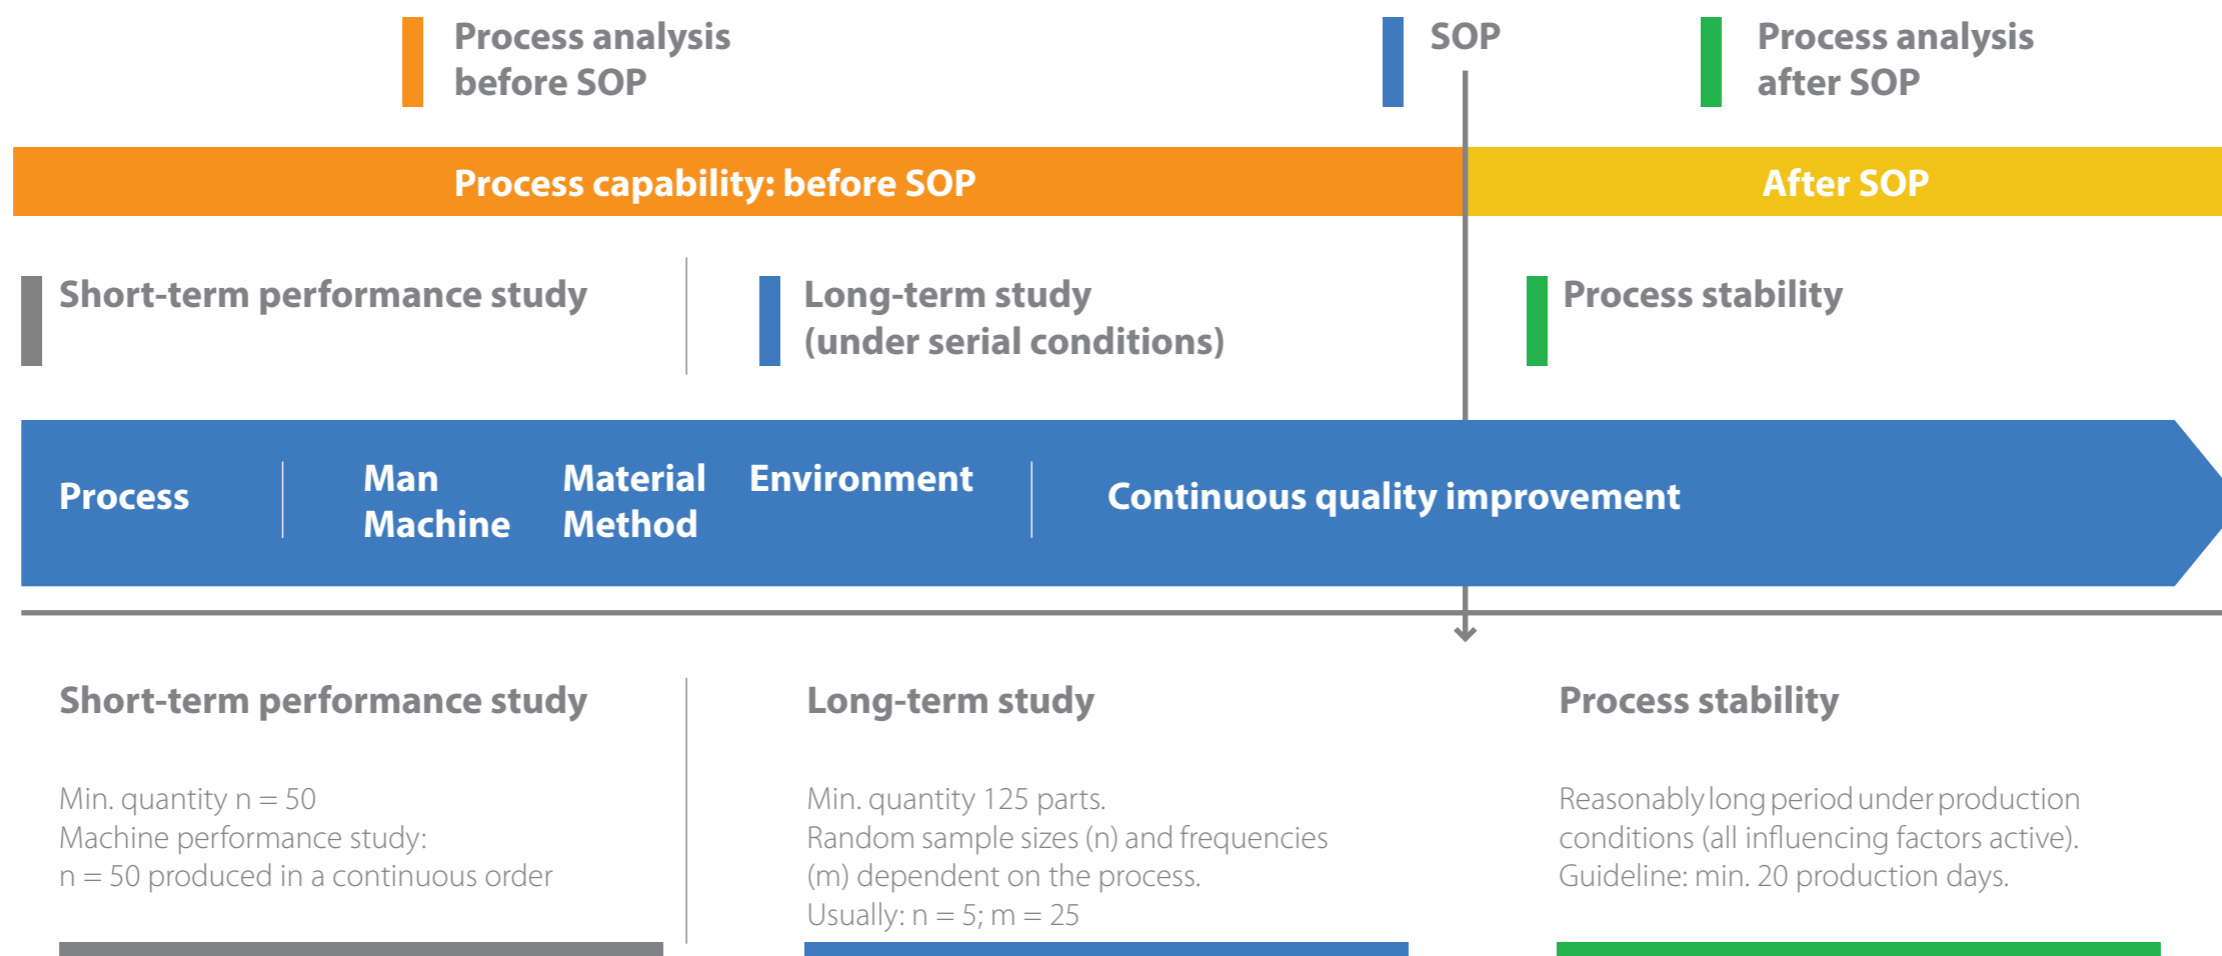 Process analysis
before SOP
SOP
Process analysis
after SOP
Process capability: before SOP
After SOP
Short-term performance study
Long-term study
(under serial conditions)
Process stability
Process
Man
Machine
Material
Method
Environment
Continuous quality improvement
Short-term performance study
Min. quantity n = 50
Machine performance study:
n = 50 produced in a continuous order
Long-term study
Min. quantity 125 parts.
Random sample sizes (n) and frequencies
(m) dependent on the process.
Usually: n = 5; m = 25
Process stability
Reasonably long period under production
conditions (all influencing factors active).
Guideline: min. 20 production days.